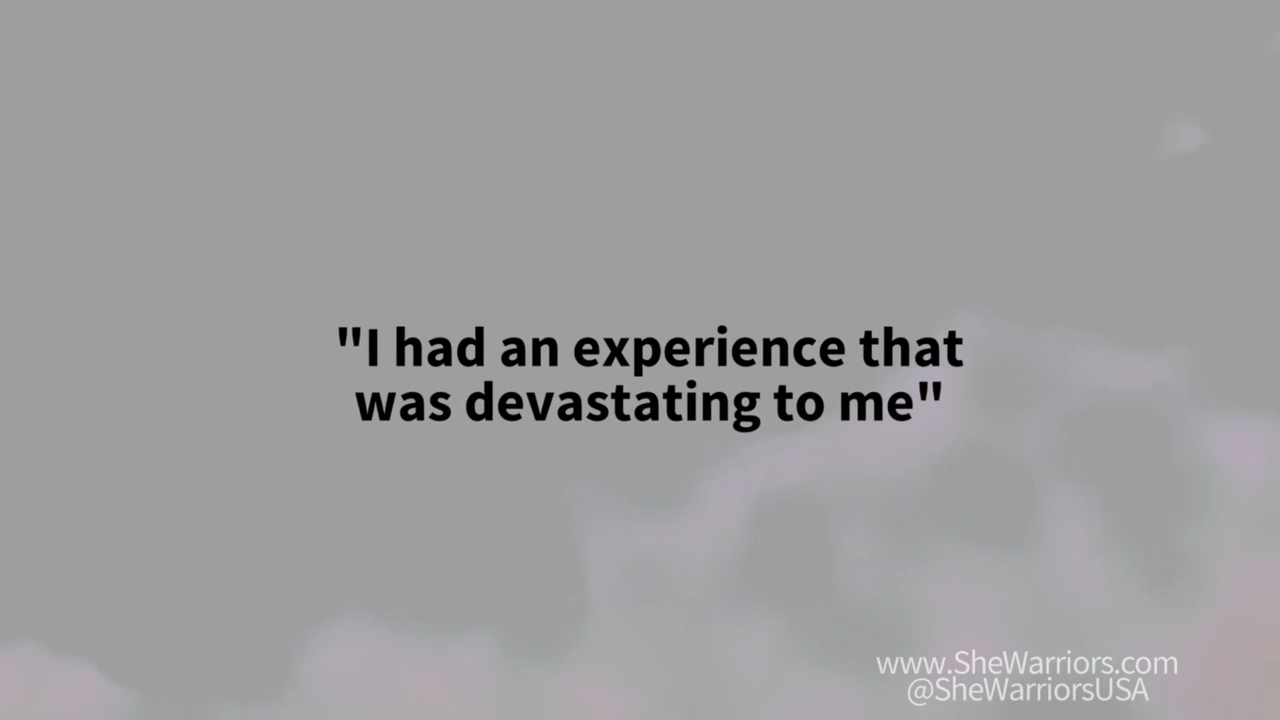 "I had an experience that
was devastating to me"
www.SheWarriors.com
@SheWarriorsUSA